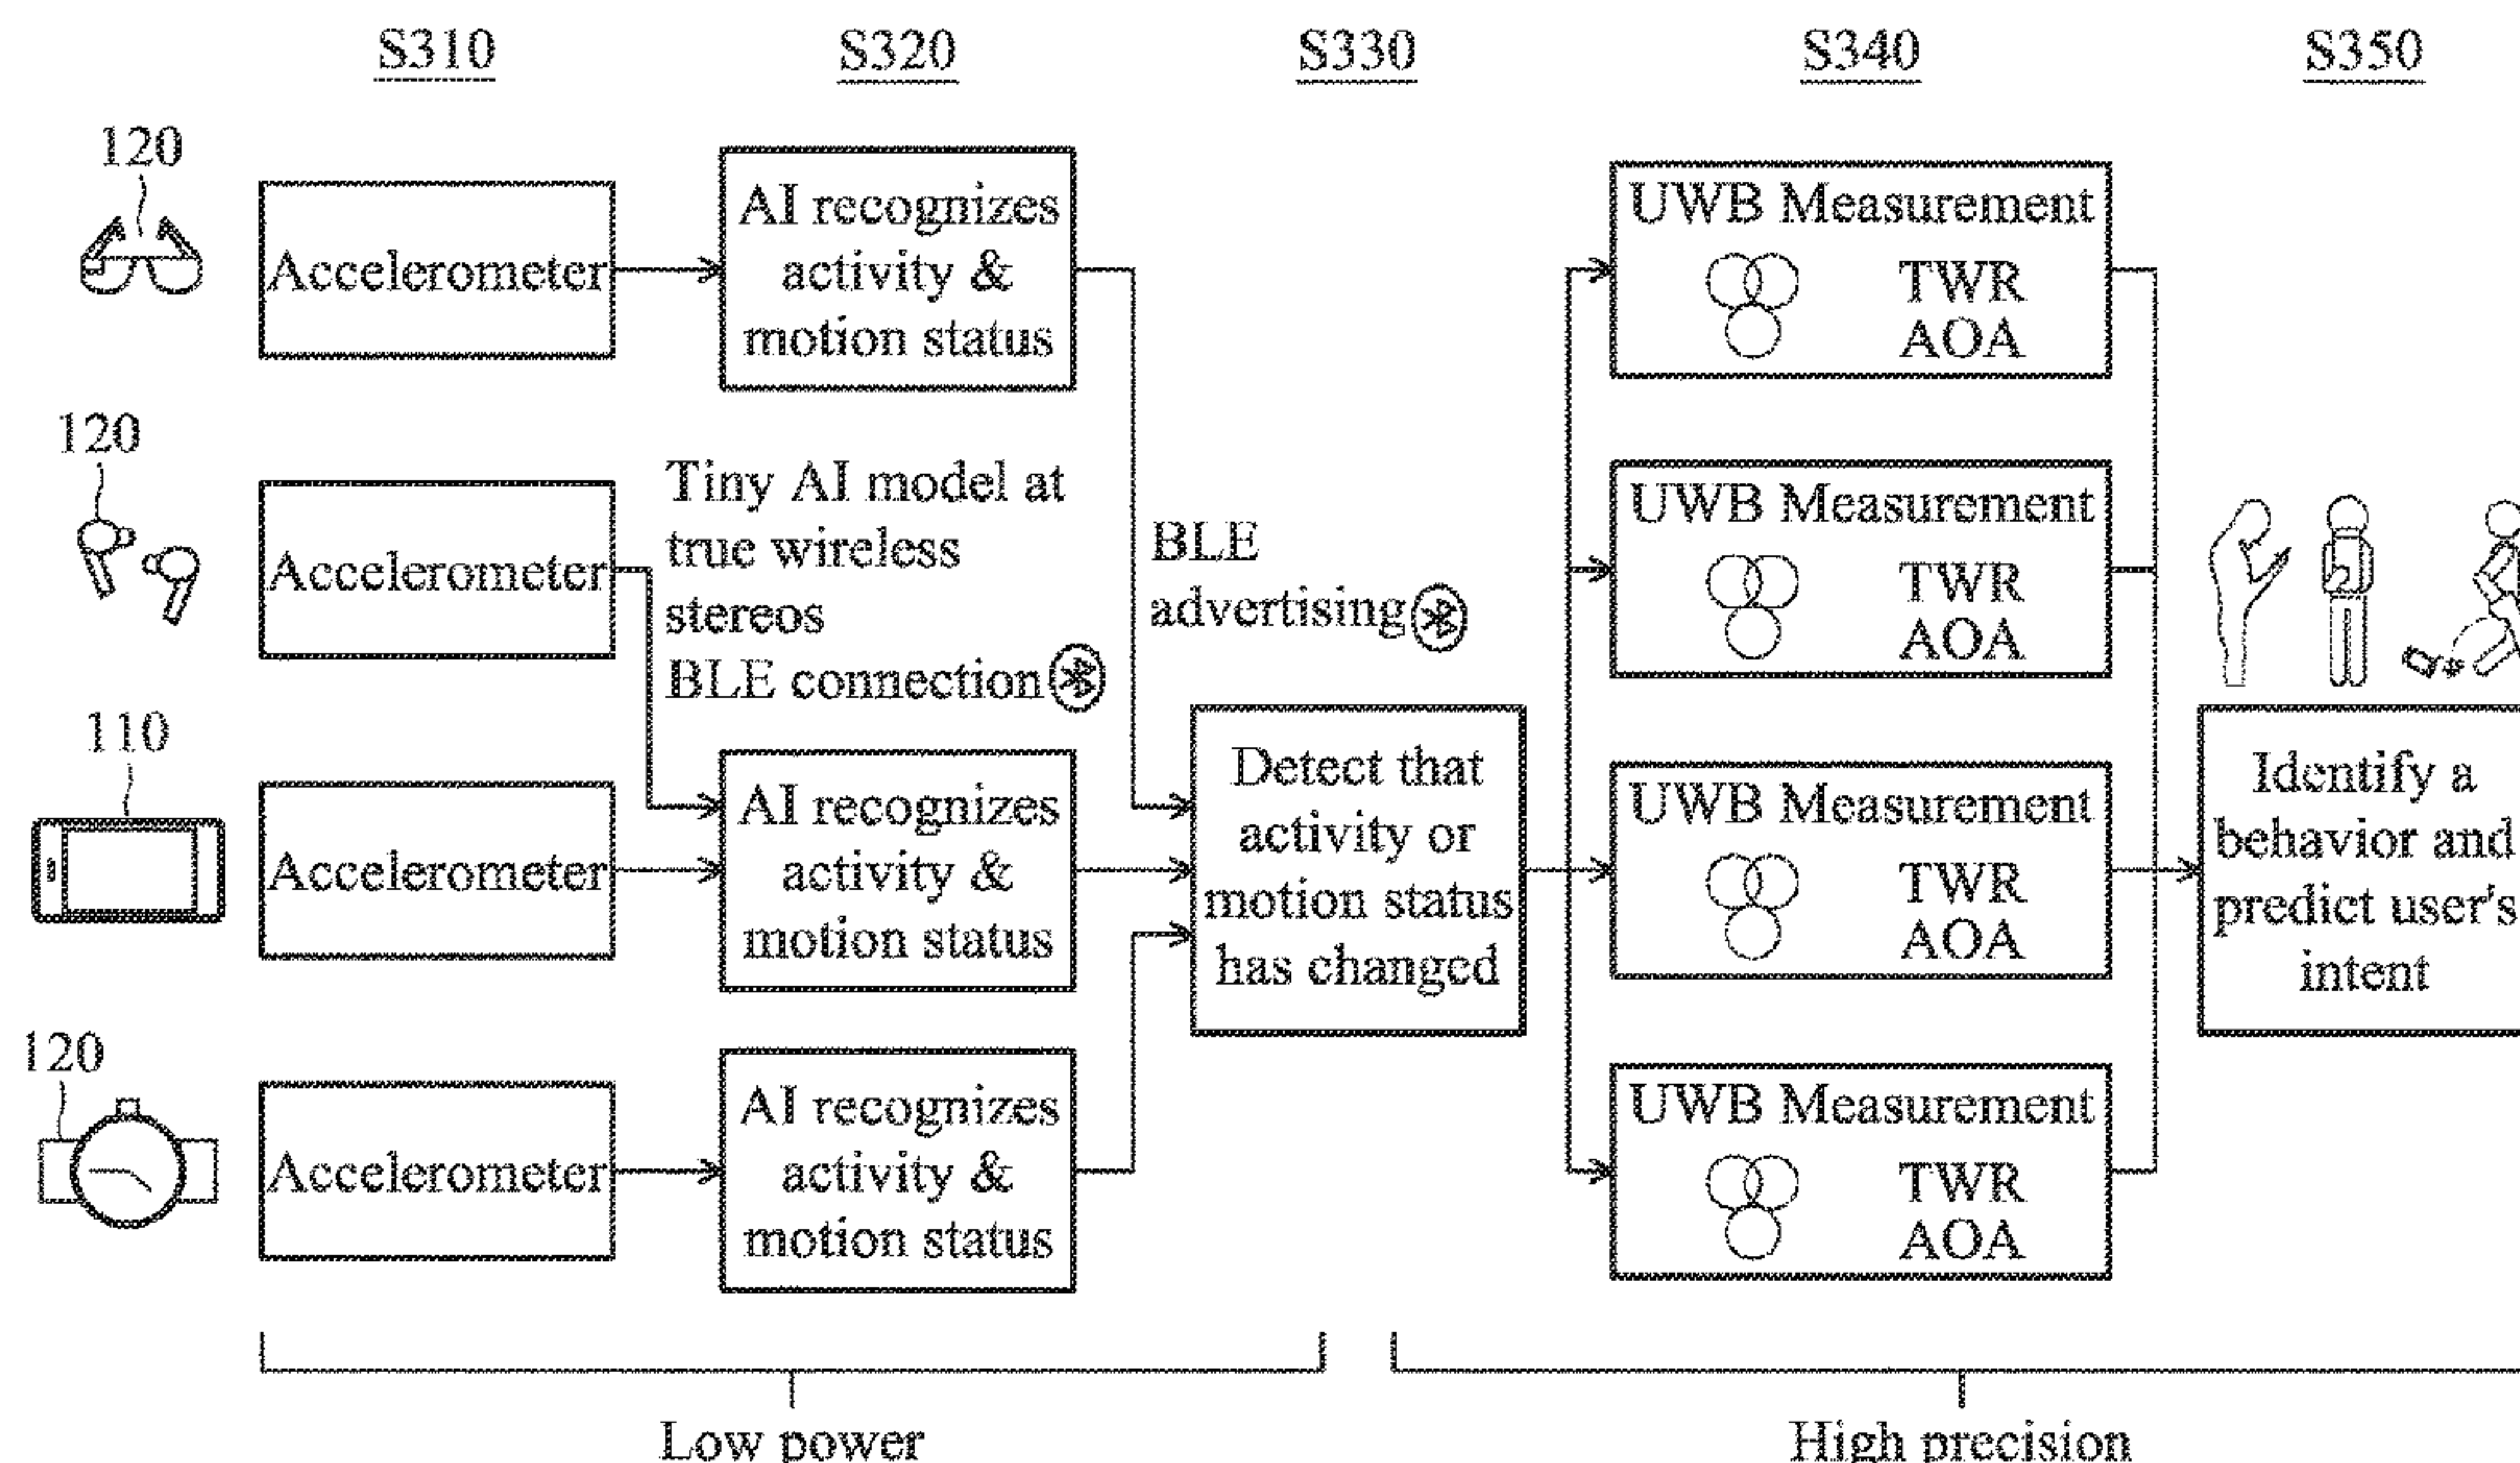 S310
S320
S330
S340
S350
120
Accelerometer
AI recognizes
activity &
motion status
UWB Measurement
TWR
AOA
120
Accelerometer
Tiny AI model at
true wireless
stereos
BLE connection
BLE
advertising
UWB Measurement
TWR
AOA
110
Accelerometer
AI recognizes
activity &
motion status
Detect that
activity or
motion status
has changed
UWB Measurement
TWR
AOA
Identify a
behavior and
predict user's
intent
120
Accelerometer
AI recognizes
activity &
motion status
UWB Measurement
TWR
AOA
Low power
High precision